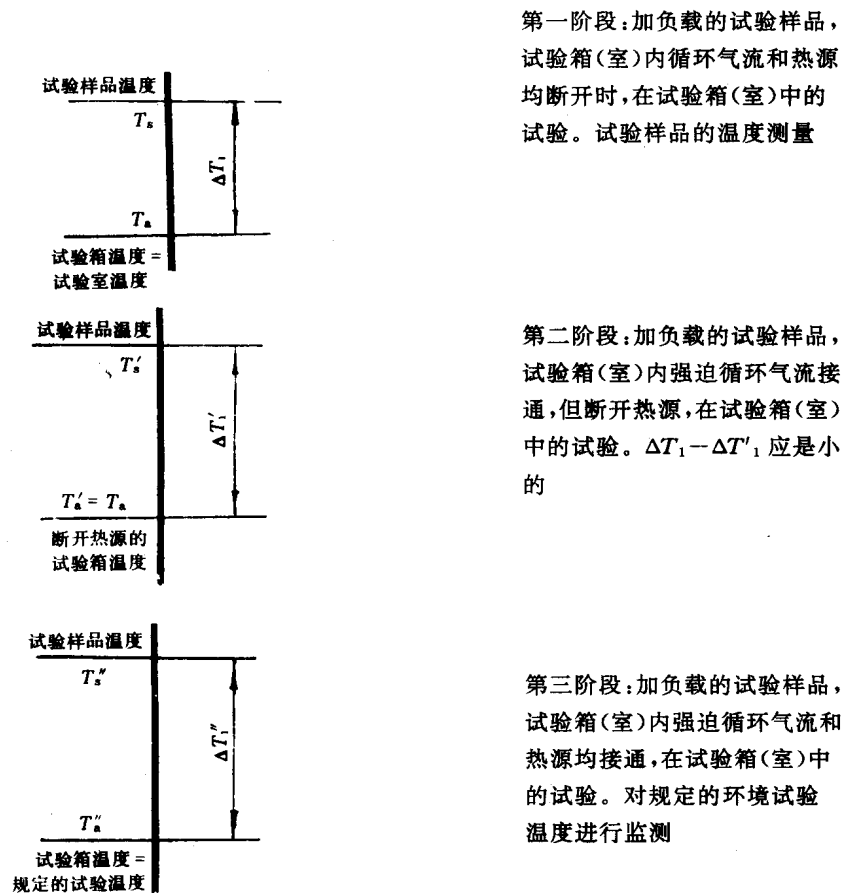 第一阶段:加负载的试验样品,
试验箱(室)内循环气流和热源
均断开时,在试验箱(室)中的
试验。试验样品的温度测量
试验样品温度
Tₛ
ΔT₁
Tₐ
试验箱温度=
试验室温度
第二阶段:加负载的试验样品,
试验箱(室)内强迫循环气流接
通,但断开热源,在试验箱(室)
中的试验。ΔT₁—ΔT′₁ 应是小
的
试验样品温度
Tₛ′
ΔT₁′
Tₐ′ = Tₐ
断开热源的
试验箱温度
第三阶段:加负载的试验样品,
试验箱(室)内强迫循环气流和
热源均接通,在试验箱(室)中
的试验。对规定的环境试验
温度进行监测
试验样品温度
Tₛ″
ΔT₁″
Tₐ″
试验箱温度=
规定的试验温度